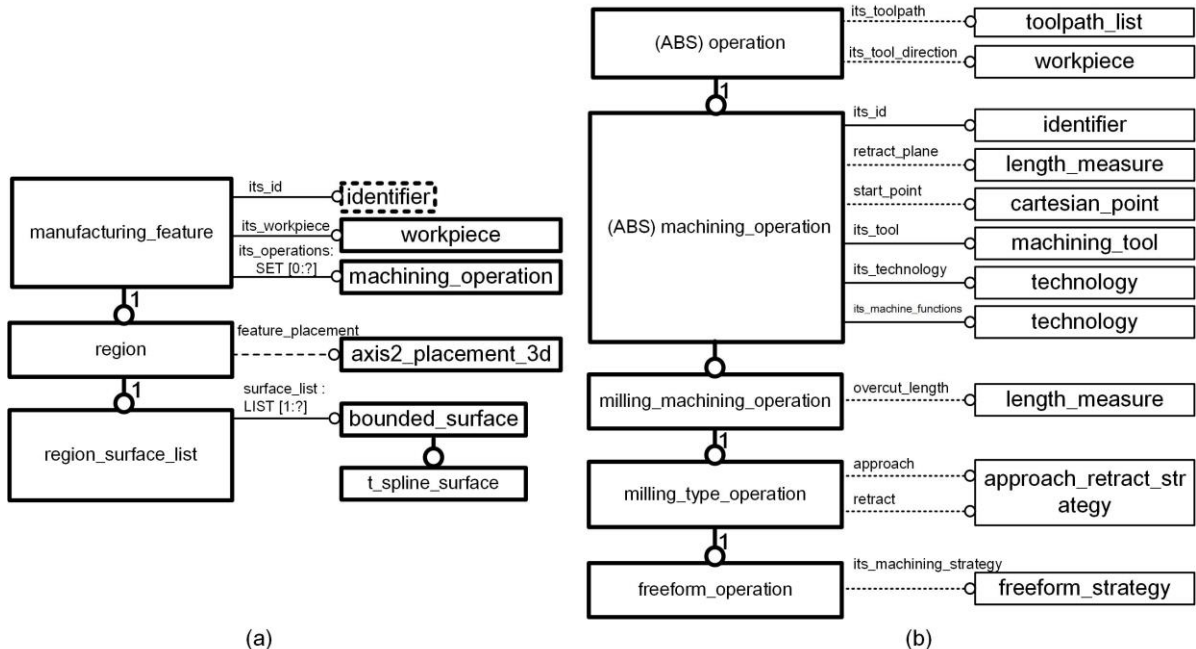 its_id
identifier
manufacturing_feature
its_workpiece
workpiece
its_operations:
SET [0:?]
machining_operation
1
region
feature_placement
axis2_placement_3d
1
region_surface_list
surface_list :
LIST [1:?]
bounded_surface
t_spline_surface
(a)
(ABS) operation
its_toolpath
toolpath_list
its_tool_direction
workpiece
1
(ABS) machining_operation
its_id
identifier
retract_plane
length_measure
start_point
cartesian_point
its_tool
machining_tool
its_technology
technology
its_machine_functions
technology
milling_machining_operation
overcut_length
length_measure
1
milling_type_operation
approach
retract
approach_retract_str
ategy
1
freeform_operation
its_machining_strategy
freeform_strategy
(b)